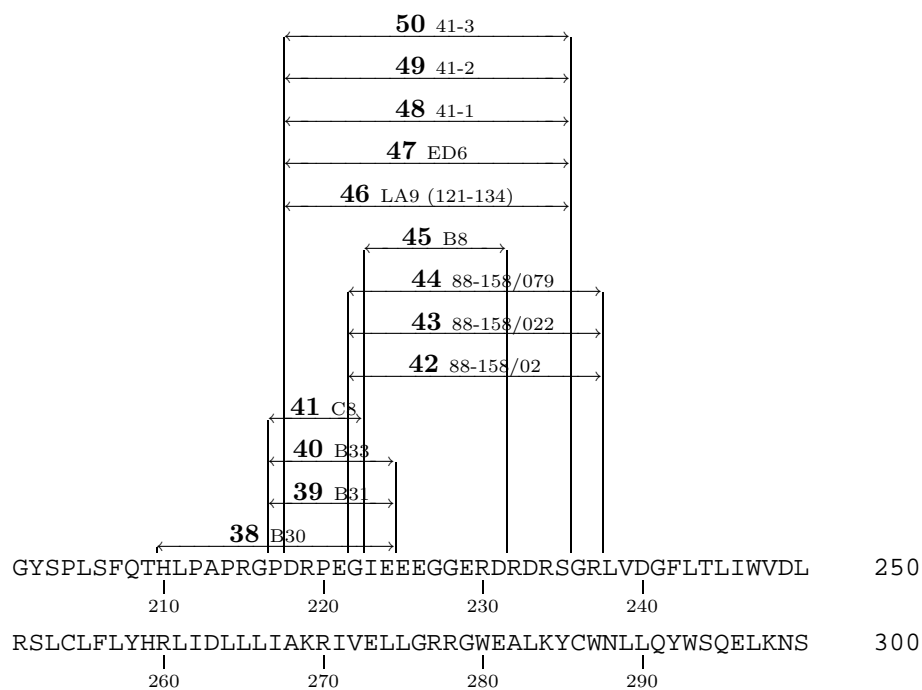 50 41-3
49 41-2
48 41-1
47 ED6
46 LA9 (121-134)
45 B8
44 88-158/079
43 88-158/022
42 88-158/02
41 C8
40 B33
39 B31
38 B30
GYSPLSFQTHLPAPRGPDRPEGIEEEGGERDRDRSGRLVDGFLTLIWVDL 250
210 220 230 240
RSLCLFLYHRLIDLLLIAKRIVELLGRRGWEALKYCWNLLQYWSQELKNS 300
260 270 280 290